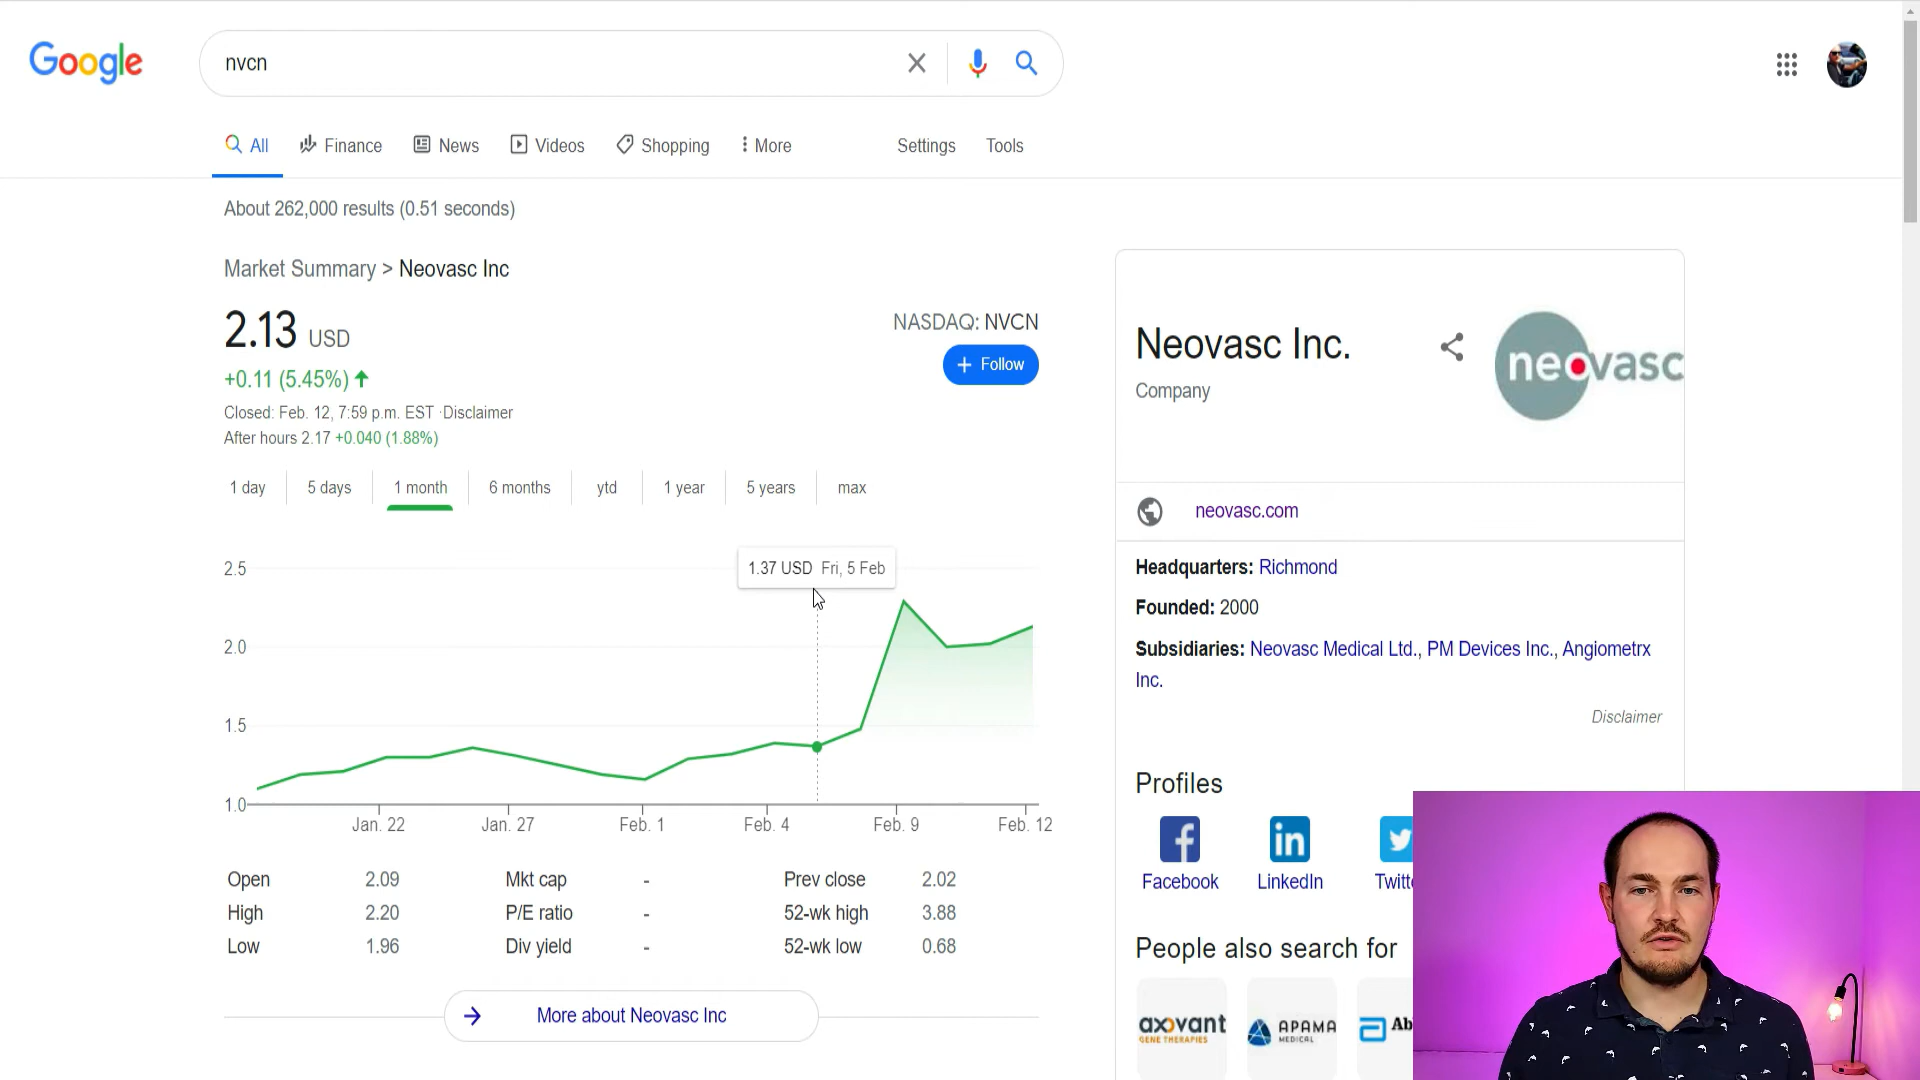 Google
nvcn
All
Finance
News
Videos
Shopping
More
Settings
Tools
About 262,000 results (0.51 seconds)
Market Summary > Neovasc Inc
2.13 USD
+0.11 (5.45%)
Closed: Feb. 12, 7:59 p.m. EST ·Disclaimer
After hours 2.17 +0.040 (1.88%)
NASDAQ: NVCN
+ Follow
1 day
5 days
1 month
6 months
ytd
1 year
5 years
max
1.37 USD Fri, 5 Feb
2.5
2.0
1.5
1.0
Jan. 22
Jan. 27
Feb. 1
Feb. 4
Feb. 9
Feb. 12
Open 2.09 Mkt cap - Prev close 2.02
High 2.20 P/E ratio - 52-wk high 3.88
Low 1.96 Div yield - 52-wk low 0.68
More about Neovasc Inc
Neovasc Inc.
Company
neovasc
neovasc.com
Headquarters: Richmond
Founded: 2000
Subsidiaries: Neovasc Medical Ltd., PM Devices Inc., Angiometrx
Inc.
Disclaimer
Profiles
Facebook
LinkedIn
Twitt
People also search for
axovant
GENE THERAPIES
APAMA
MEDICAL
Ab